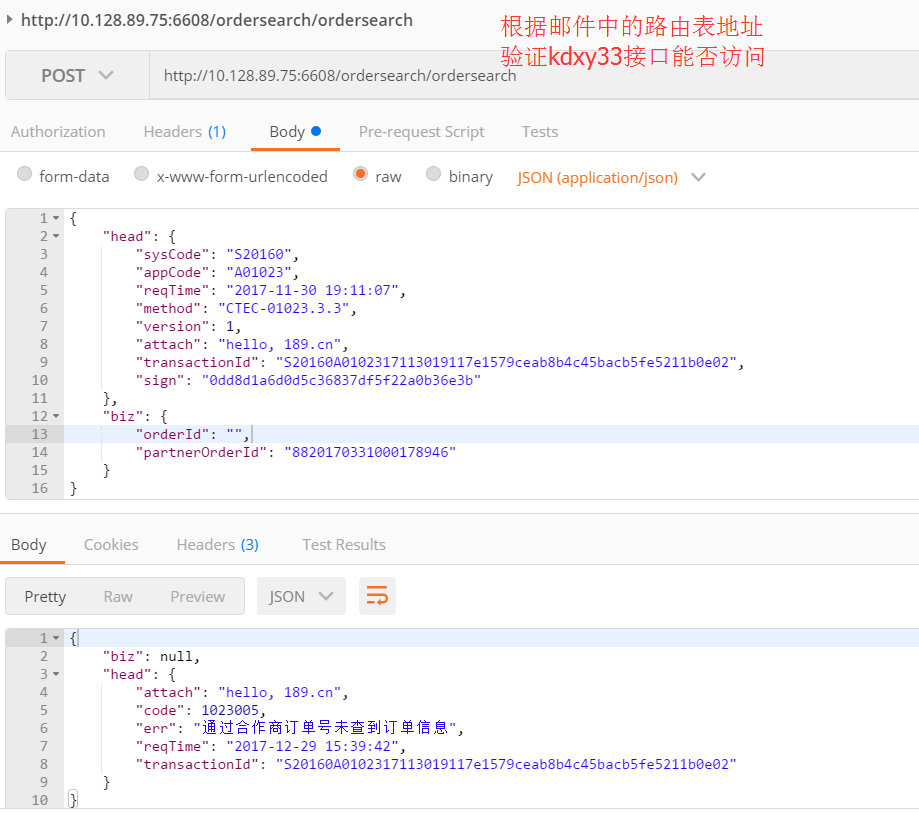 http://10.128.89.75:6608/ordersearch/ordersearch
根据邮件中的路由表地址
验证kdxy33接口能否访问
POST http://10.128.89.75:6608/ordersearch/ordersearch
Authorization Headers (1) Body Pre-request Script Tests
form-data x-www-form-urlencoded raw binary JSON (application/json)
1 {
2 "head": {
3 "sysCode": "S20160",
4 "appCode": "A01023",
5 "reqTime": "2017-11-30 19:11:07",
6 "method": "CTEC-01023.3.3",
7 "version": 1,
8 "attach": "hello, 189.cn",
9 "transactionId": "S20160A0102317113019117e1579ceab8b4c45bacb5fe5211b0e02",
10 "sign": "0dd8d1a6d0d5c36837df5f22a0b36e3b"
11 },
12 "biz": {
13 "orderId": "",
14 "partnerOrderId": "8820170331000178946"
15 }
16 }
Body Cookies Headers (3) Test Results
Pretty Raw Preview JSON
1 {
2 "biz": null,
3 "head": {
4 "attach": "hello, 189.cn",
5 "code": 1023005,
6 "err": "通过合作商订单号未查到订单信息",
7 "reqTime": "2017-12-29 15:39:42",
8 "transactionId": "S20160A0102317113019117e1579ceab8b4c45bacb5fe5211b0e02"
9 }
10 }